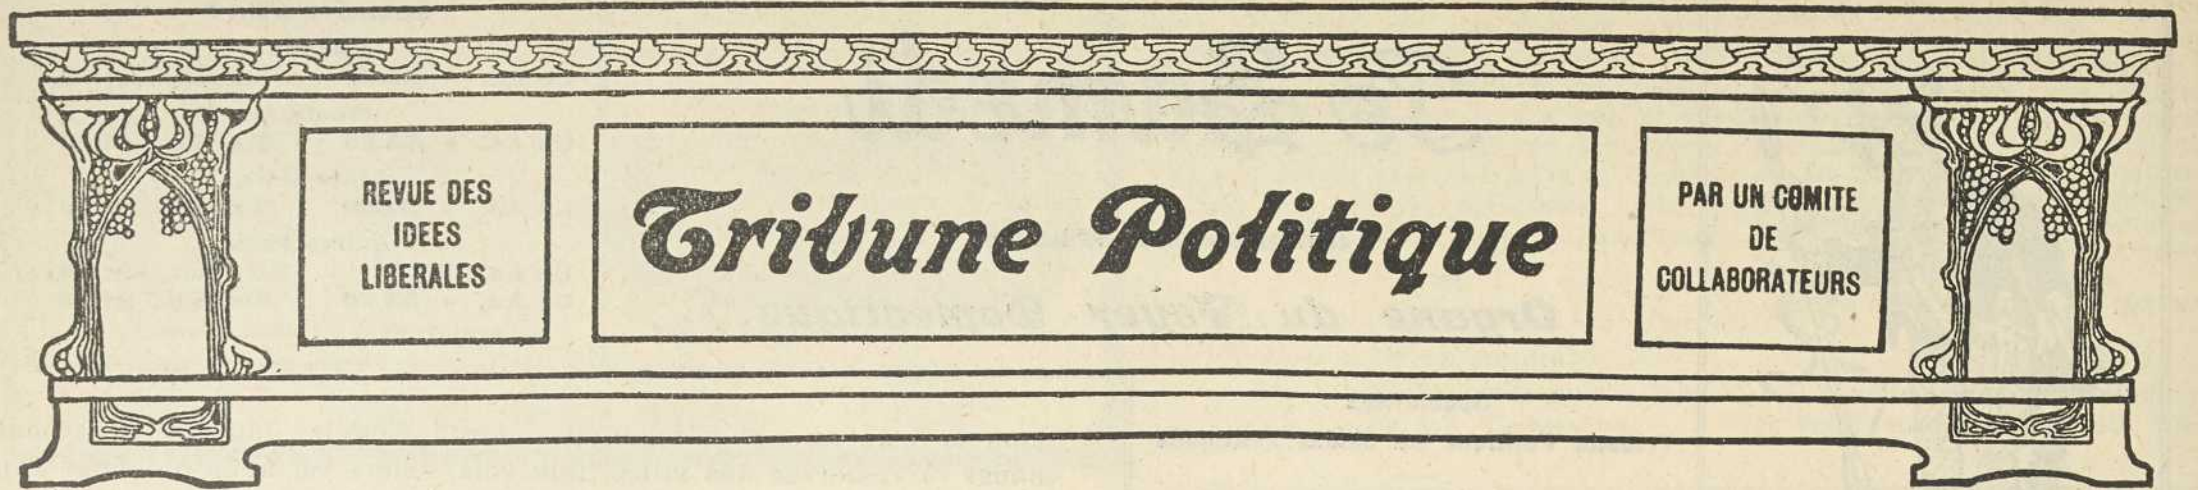 REVUE DES
IDEES
LIBERALES
Tribune Politique
PAR UN COMITE
DE
COLLABORATEURS